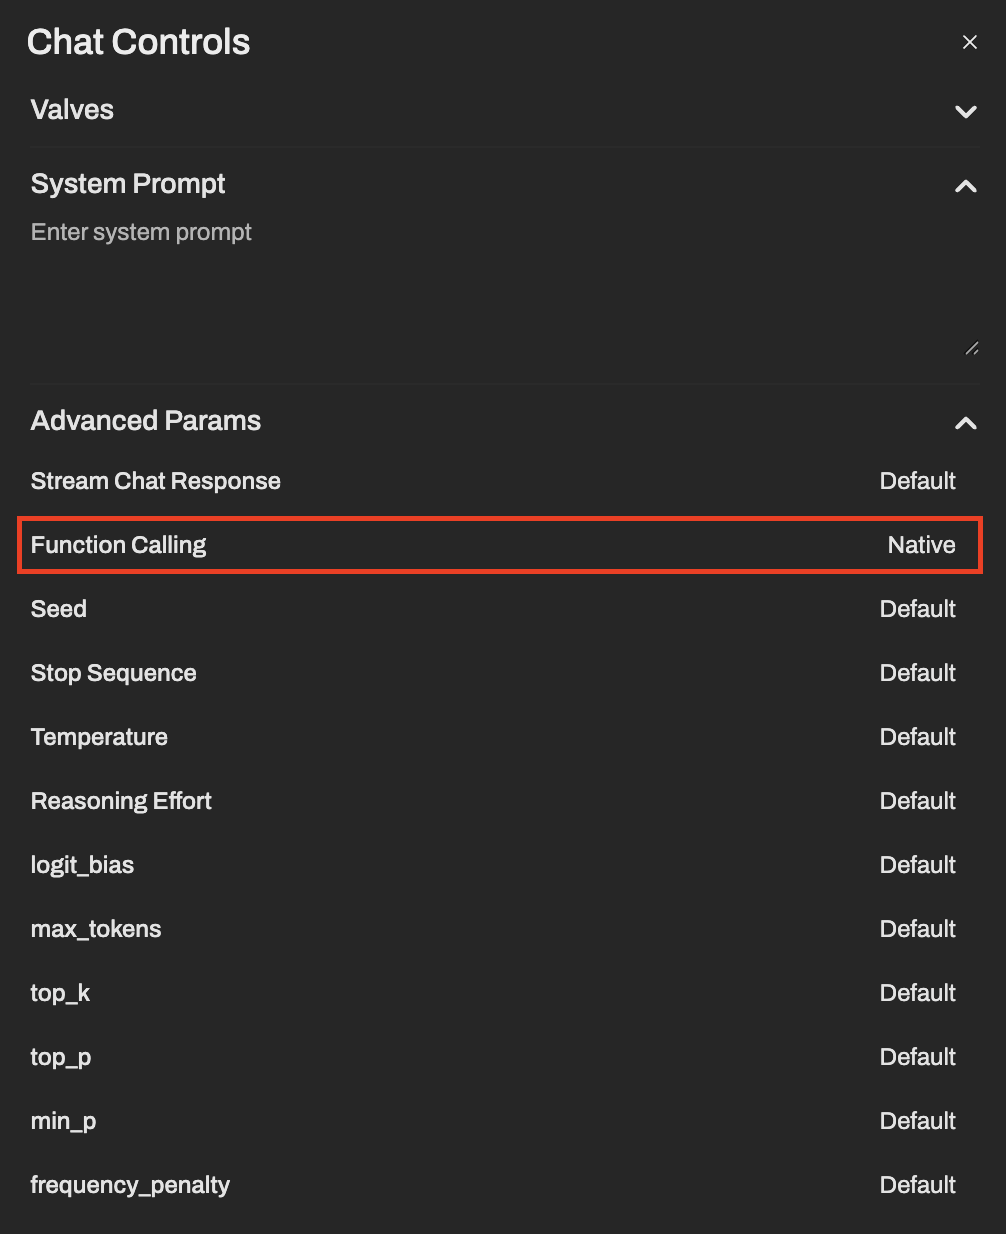 Chat Controls
Valves
System Prompt
Enter system prompt
Advanced Params
Stream Chat Response Default
Function Calling Native
Seed Default
Stop Sequence Default
Temperature Default
Reasoning Effort Default
logit_bias Default
max_tokens Default
top_k Default
top_p Default
min_p Default
frequency_penalty Default